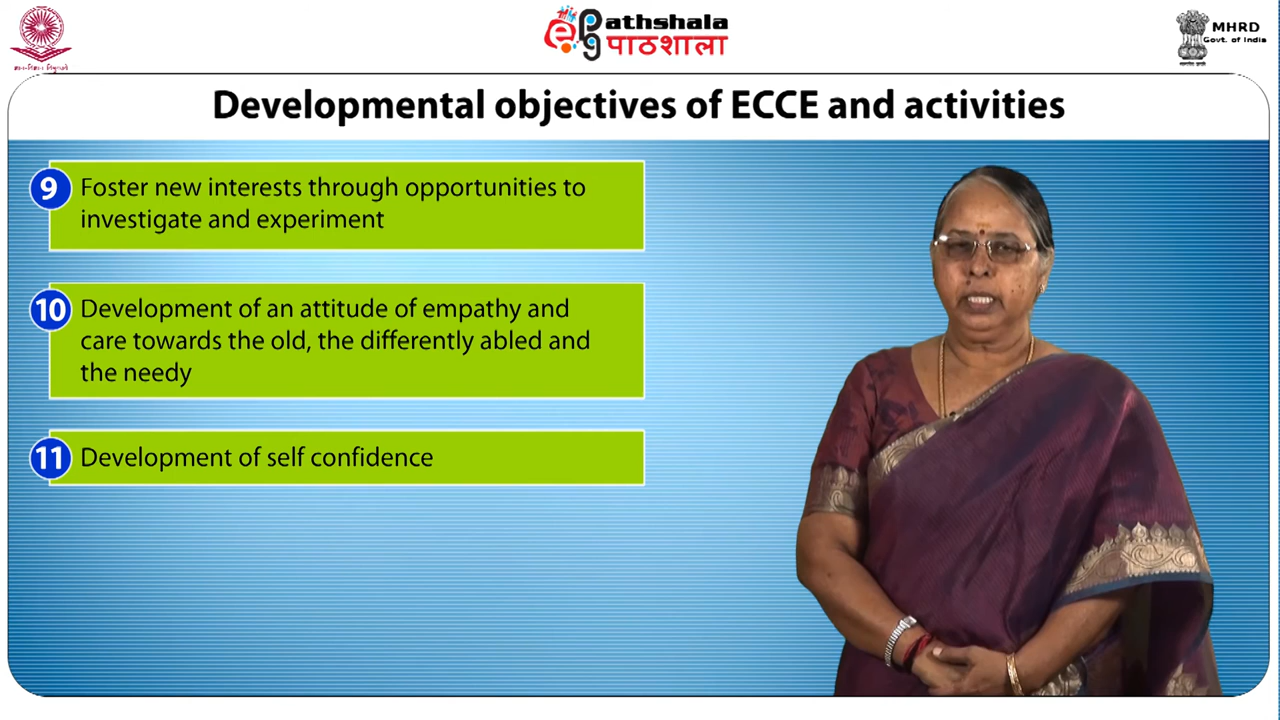 ePG Pathshala
पाठशाला
MHRD
Govt. of India
Developmental objectives of ECCE and activities
9 Foster new interests through opportunities to
investigate and experiment
10 Development of an attitude of empathy and
care towards the old, the differently abled and
the needy
11 Development of self confidence